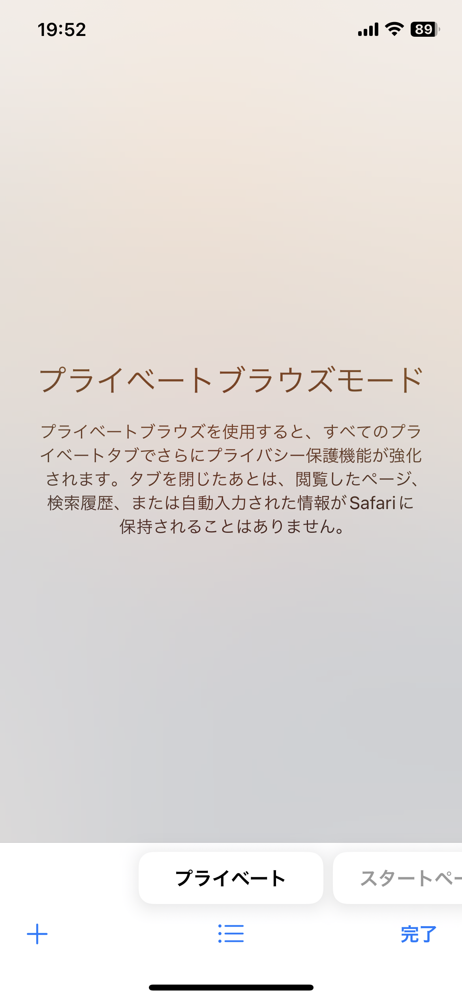 19:52
89
プライベートブラウズモード
プライベートブラウズを使用すると、すべてのプラ
イベートタブでさらにプライバシー保護機能が強化
されます。タブを閉じたあとは、閲覧したページ、
検索履歴、または自動入力された情報がSafariに
保持されることはありません。
プライベート
スタートペー
完了